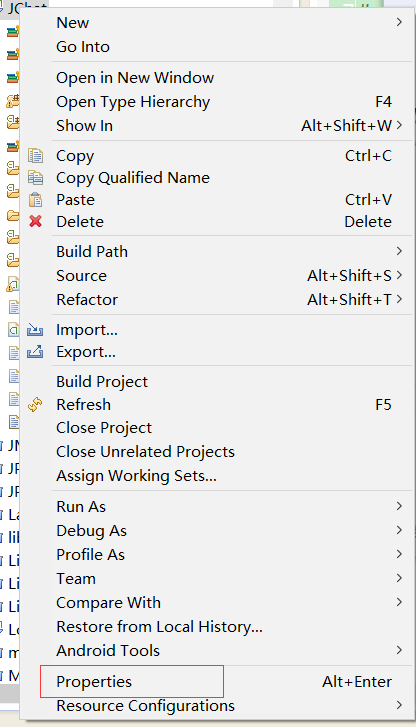 JChat
New
Go Into
Open in New Window
Open Type Hierarchy F4
Show In Alt+Shift+W
Copy Ctrl+C
Copy Qualified Name
Paste Ctrl+V
Delete Delete
Build Path
Source Alt+Shift+S
Refactor Alt+Shift+T
Import...
Export...
Build Project
Refresh F5
Close Project
Close Unrelated Projects
Assign Working Sets...
Run As
Debug As
Profile As
Team
Compare With
Restore from Local History...
Android Tools
Properties Alt+Enter
Resource Configurations